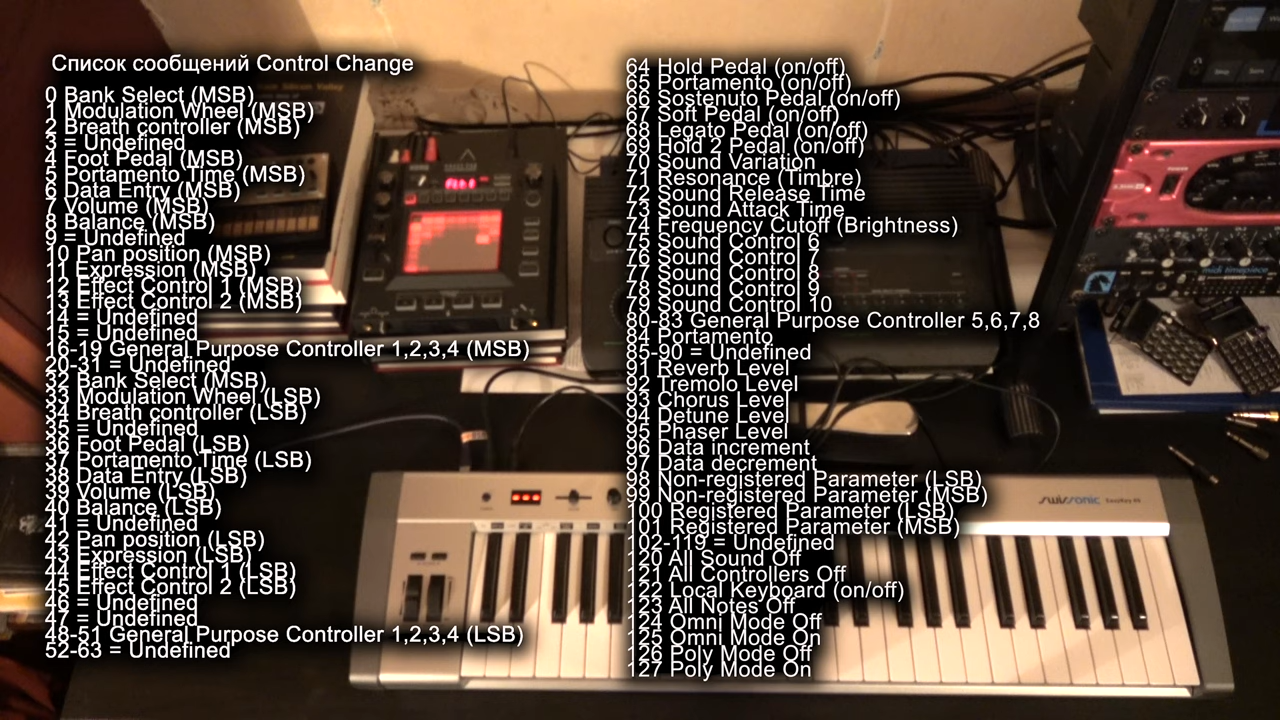 Список сообщений Control Change
0 Bank Select (MSB)
1 Modulation Wheel (MSB)
2 Breath controller (MSB)
3 = Undefined
4 Foot Pedal (MSB)
5 Portamento Time (MSB)
6 Data Entry (MSB)
7 Volume (MSB)
8 Balance (MSB)
9 = Undefined
10 Pan position (MSB)
11 Expression (MSB)
12 Effect Control 1 (MSB)
13 Effect Control 2 (MSB)
14 = Undefined
15 = Undefined
16-19 General Purpose Controller 1,2,3,4 (MSB)
20-31 = Undefined
32 Bank Select (MSB)
33 Modulation Wheel (LSB)
34 Breath controller (LSB)
35 = Undefined
36 Foot Pedal (LSB)
37 Portamento Time (LSB)
38 Data Entry (LSB)
39 Volume (LSB)
40 Balance (LSB)
41 = Undefined
42 Pan position (LSB)
43 Expression (LSB)
44 Effect Control 1 (LSB)
45 Effect Control 2 (LSB)
46 = Undefined
47 = Undefined
48-51 General Purpose Controller 1,2,3,4 (LSB)
52-63 = Undefined
64 Hold Pedal (on/off)
65 Portamento (on/off)
66 Sostenuto Pedal (on/off)
67 Soft Pedal (on/off)
68 Legato Pedal (on/off)
69 Hold 2 Pedal (on/off)
70 Sound Variation
71 Resonance (Timbre)
72 Sound Release Time
73 Sound Attack Time
74 Frequency Cutoff (Brightness)
75 Sound Control 6
76 Sound Control 7
77 Sound Control 8
78 Sound Control 9
79 Sound Control 10
80-83 General Purpose Controller 5,6,7,8
84 Portamento
85-90 = Undefined
91 Reverb Level
92 Tremolo Level
93 Chorus Level
94 Detune Level
95 Phaser Level
96 Data increment
97 Data decrement
98 Non-registered Parameter (LSB)
99 Non-registered Parameter (MSB)
100 Registered Parameter (LSB)
101 Registered Parameter (MSB)
102-119 = Undefined
120 All Sound Off
121 All Controllers Off
122 Local Keyboard (on/off)
123 All Notes Off
124 Omni Mode Off
125 Omni Mode On
126 Poly Mode Off
127 Poly Mode On
midi timepiece
swissonic EasyKey 49